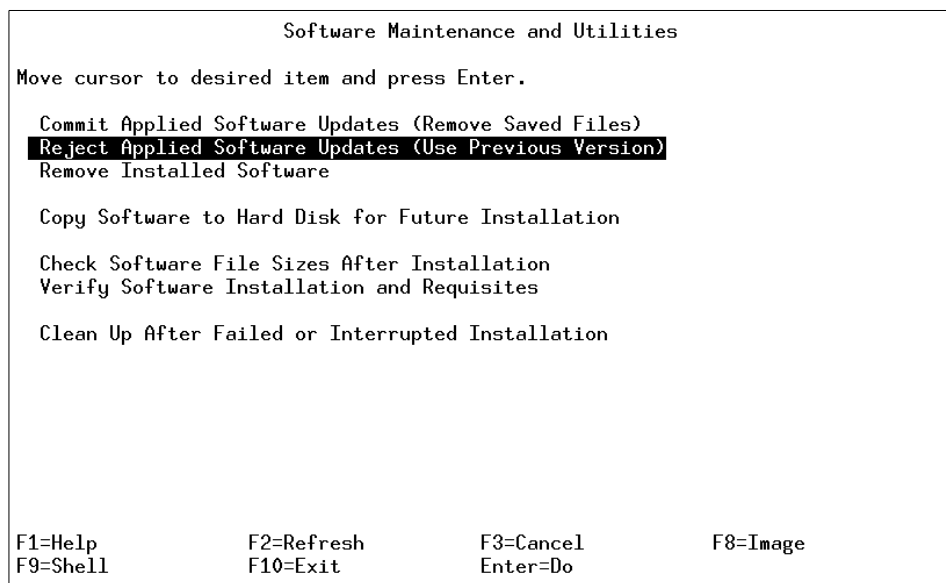 Software Maintenance and Utilities
Move cursor to desired item and press Enter.
Commit Applied Software Updates (Remove Saved Files)
Reject Applied Software Updates (Use Previous Version)
Remove Installed Software
Copy Software to Hard Disk for Future Installation
Check Software File Sizes After Installation
Verify Software Installation and Requisites
Clean Up After Failed or Interrupted Installation
F1=Help F2=Refresh F3=Cancel F8=Image
F9=Shell F10=Exit Enter=Do